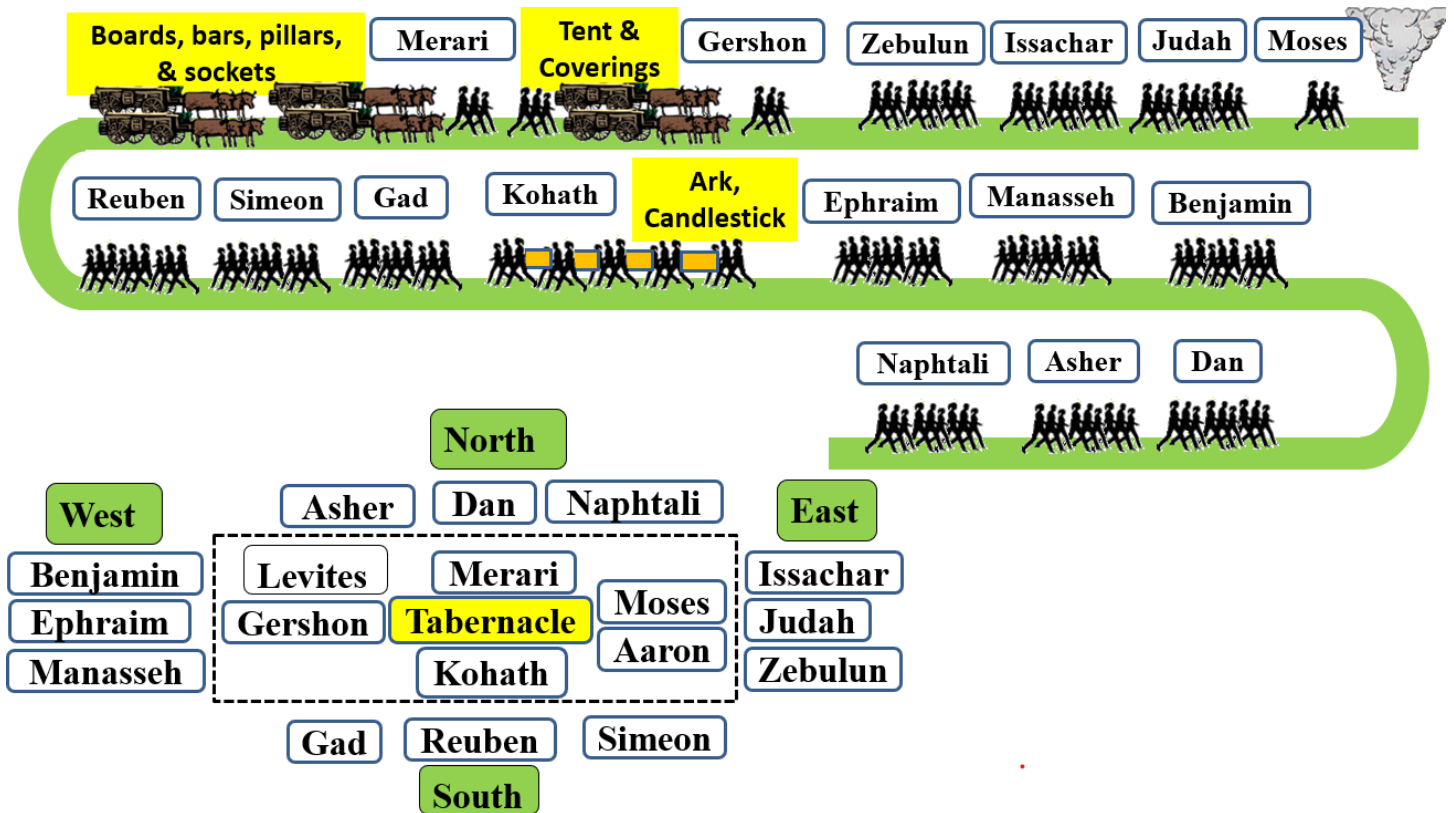 Boards, bars, pillars,
& sockets
Merari
Tent &
Coverings
Gershon
Zebulun
Issachar
Judah
Moses
Reuben
Simeon
Gad
Kohath
Ark,
Candlestick
Ephraim
Manasseh
Benjamin
Naphtali
Asher
Dan
North
West
Asher
Dan
Naphtali
East
Benjamin
Levites
Merari
Issachar
Ephraim
Gershon
Tabernacle
Moses
Judah
Manasseh
Kohath
Aaron
Zebulun
Gad
Reuben
Simeon
South